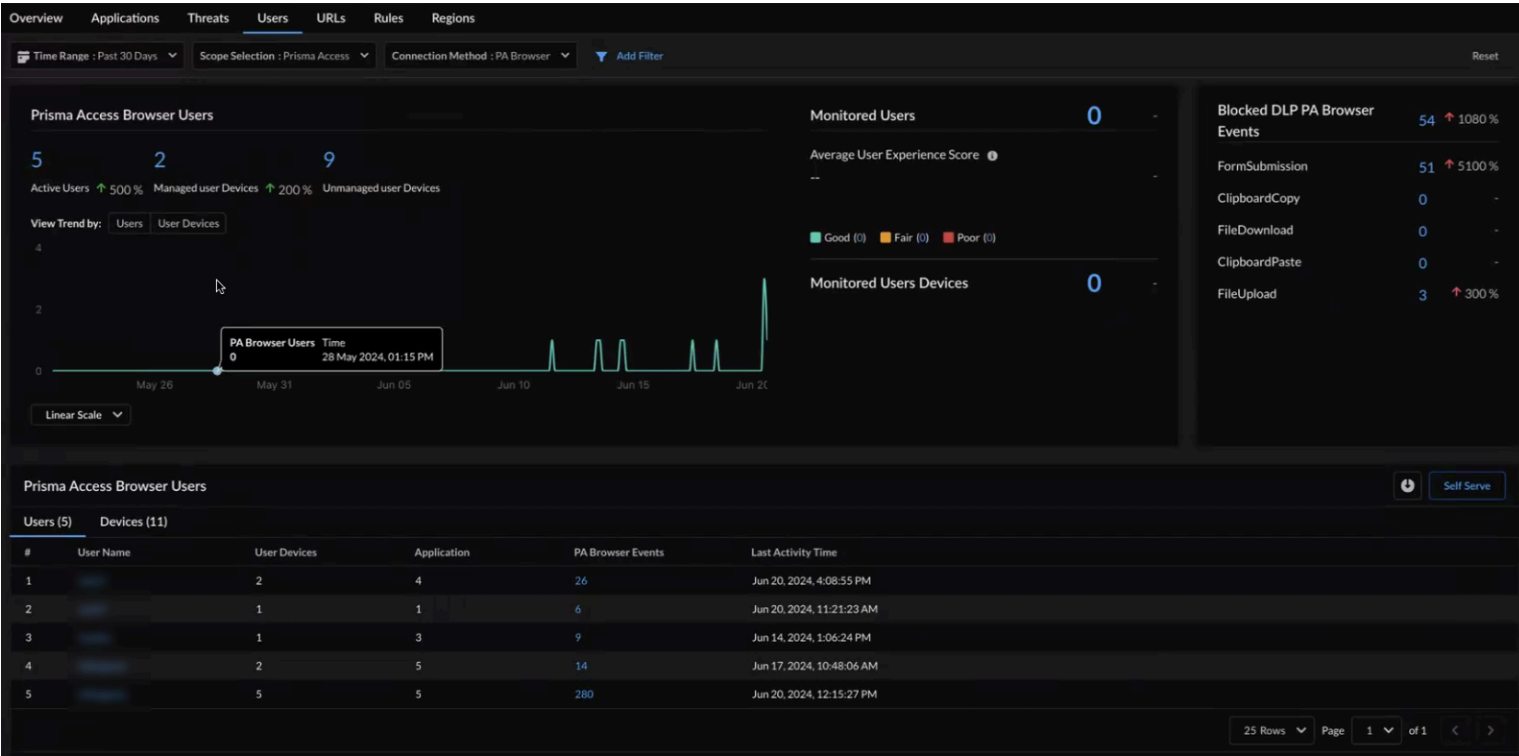 Overview Applications Threats Users URLs Rules Regions
Time Range : Past 30 Days Scope Selection : Prisma Access Connection Method : PA Browser Add Filter Reset
Prisma Access Browser Users
5 2 9
Active Users ↑ 500 % Managed user Devices ↑ 200 % Unmanaged user Devices
View Trend by: Users User Devices
4
2
0
PA Browser Users Time
0 28 May 2024, 01:15 PM
May 26 May 31 Jun 05 Jun 10 Jun 15 Jun 20
Linear Scale
Monitored Users 0 -
Average User Experience Score
-- -
Good (0) Fair (0) Poor (0)
Monitored Users Devices 0 -
Blocked DLP PA Browser
Events 54 ↑ 1080 %
FormSubmission 51 ↑ 5100 %
ClipboardCopy 0 -
FileDownload 0 -
ClipboardPaste 0 -
FileUpload 3 ↑ 300 %
Prisma Access Browser Users Self Serve
Users (5) Devices (11)
# User Name User Devices Application PA Browser Events Last Activity Time
1 2 4 26 Jun 20, 2024, 4:08:55 PM
2 1 1 6 Jun 20, 2024, 11:21:23 AM
3 1 3 9 Jun 14, 2024, 1:06:24 PM
4 2 5 14 Jun 17, 2024, 10:48:06 AM
5 5 5 280 Jun 20, 2024, 12:15:27 PM
25 Rows Page 1 of 1